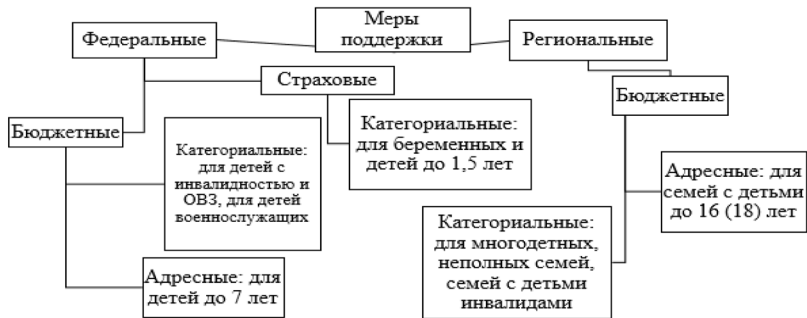 Меры
поддержки
Федеральные
Региональные
Страховые
Бюджетные
Бюджетные
Категориальные:
для беременных и
детей до 1,5 лет
Категориальные:
для детей с
инвалидностью и
ОВЗ, для детей
военнослужащих
Адресные: для
семей с детьми
до 16 (18) лет
Категориальные:
для многодетных,
неполных семей,
семей с детьми
инвалидами
Адресные: для
детей до 7 лет